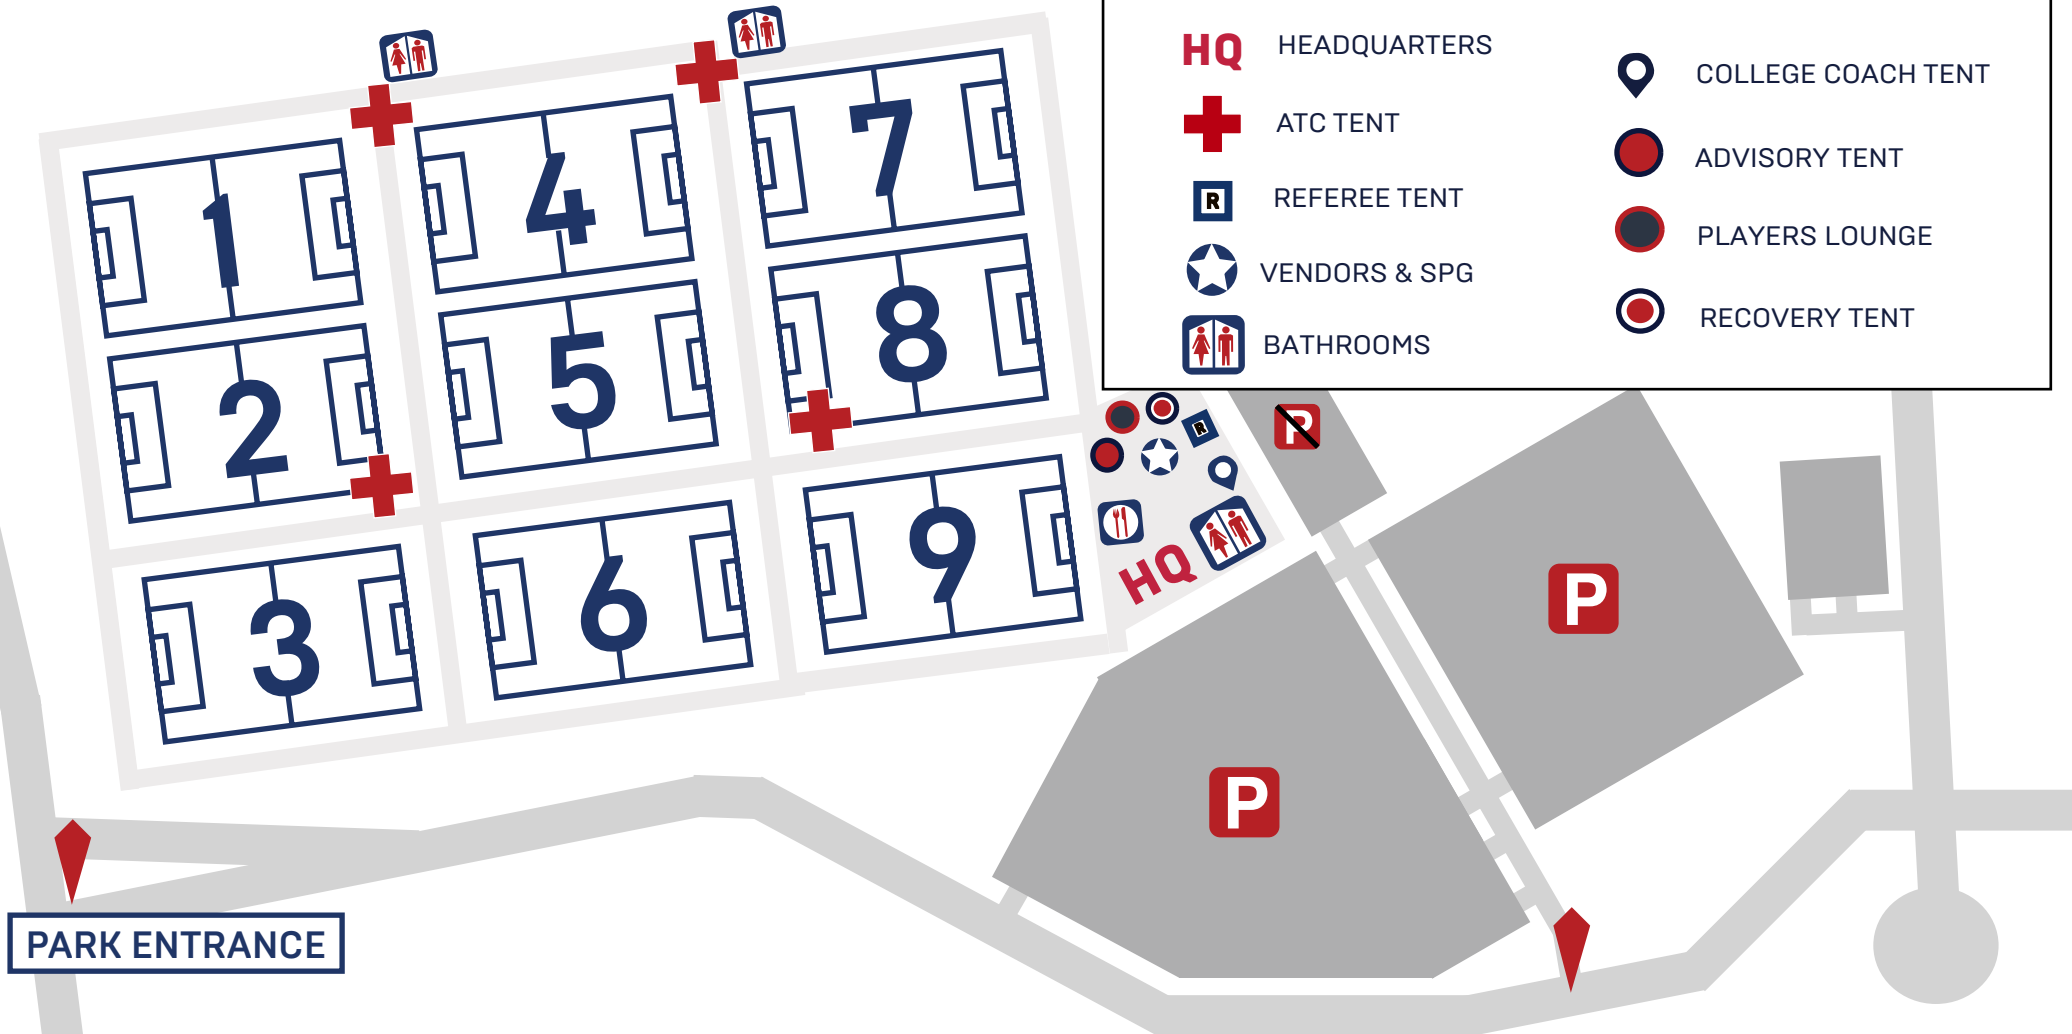 HQ HEADQUARTERS
ATC TENT
R REFEREE TENT
VENDORS & SPG
BATHROOMS
COLLEGE COACH TENT
ADVISORY TENT
PLAYERS LOUNGE
RECOVERY TENT
1
4
7
2
5
8
3
6
9
R
HQ
P
P
P
PARK ENTRANCE